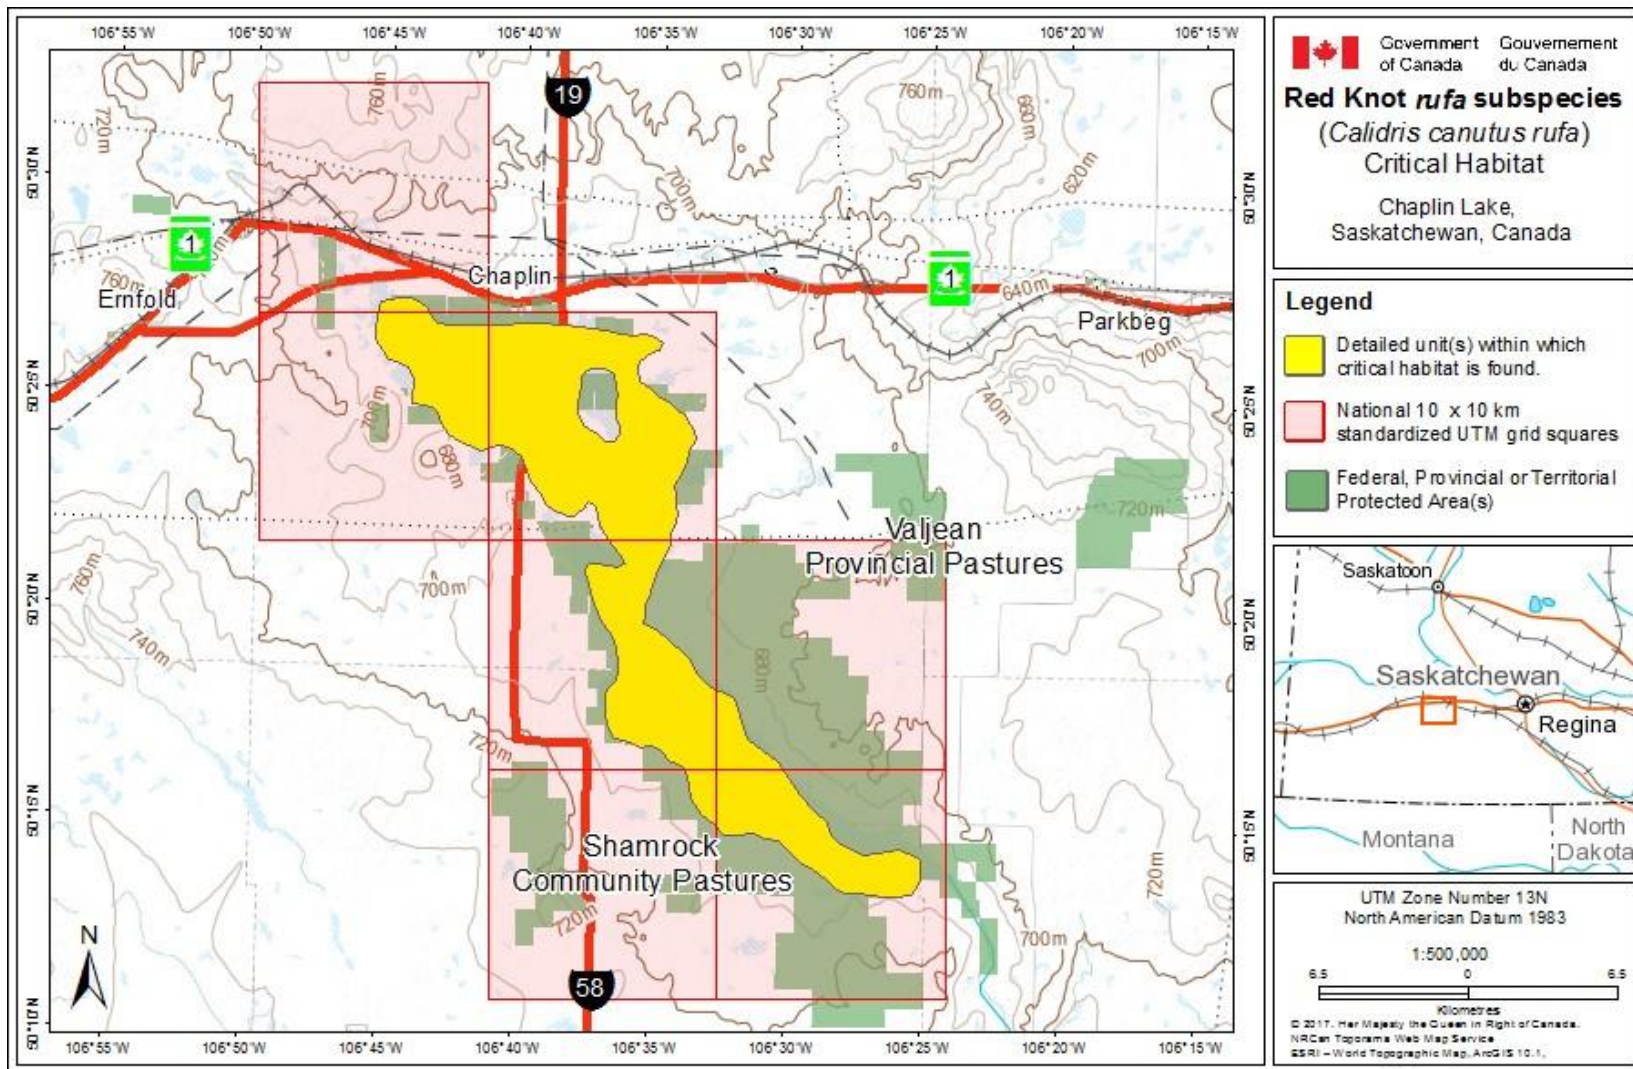 106°55'W 106°50'W 106°45'W 106°40'W 106°35'W 106°30'W 106°25'W 106°20'W 106°15'W
760m
19
760m
720m
660m
50°30'N
700m
620m
50°30'N
1
Chaplin
1
640m
760m
Ernfold
Parkbeg
700m
50°25'N
700m
740m
50°25'N
680m
720m
Valjean
Provincial Pastures
760m
700m
50°20'N
50°20'N
740m
680m
720m
50°15'N
50°15'N
Shamrock
Community Pastures
720m
720m
700m
N
58
50°10'N
106°55'W 106°50'W 106°45'W 106°40'W 106°35'W 106°30'W 106°25'W 106°20'W 106°15'W
Government of Canada
Gouvernement du Canada
Red Knot rufa subspecies
(Calidris canutus rufa)
Critical Habitat
Chaplin Lake,
Saskatchewan, Canada
Legend
Detailed unit(s) within which
critical habitat is found.
National 10 x 10 km
standardized UTM grid squares
Federal, Provincial or Territorial
Protected Area(s)
Saskatoon
Saskatchewan
Regina
Montana
North
Dakota
UTM Zone Number 13N
North American Datum 1983
1:500,000
6.5 0 6.5
Kilometres
© 2017. Her Majesty the Queen in Right of Canada.
NRCan Toporama Web Map Service
ESRI – World Topographic Map, ArcGIS 10.1,